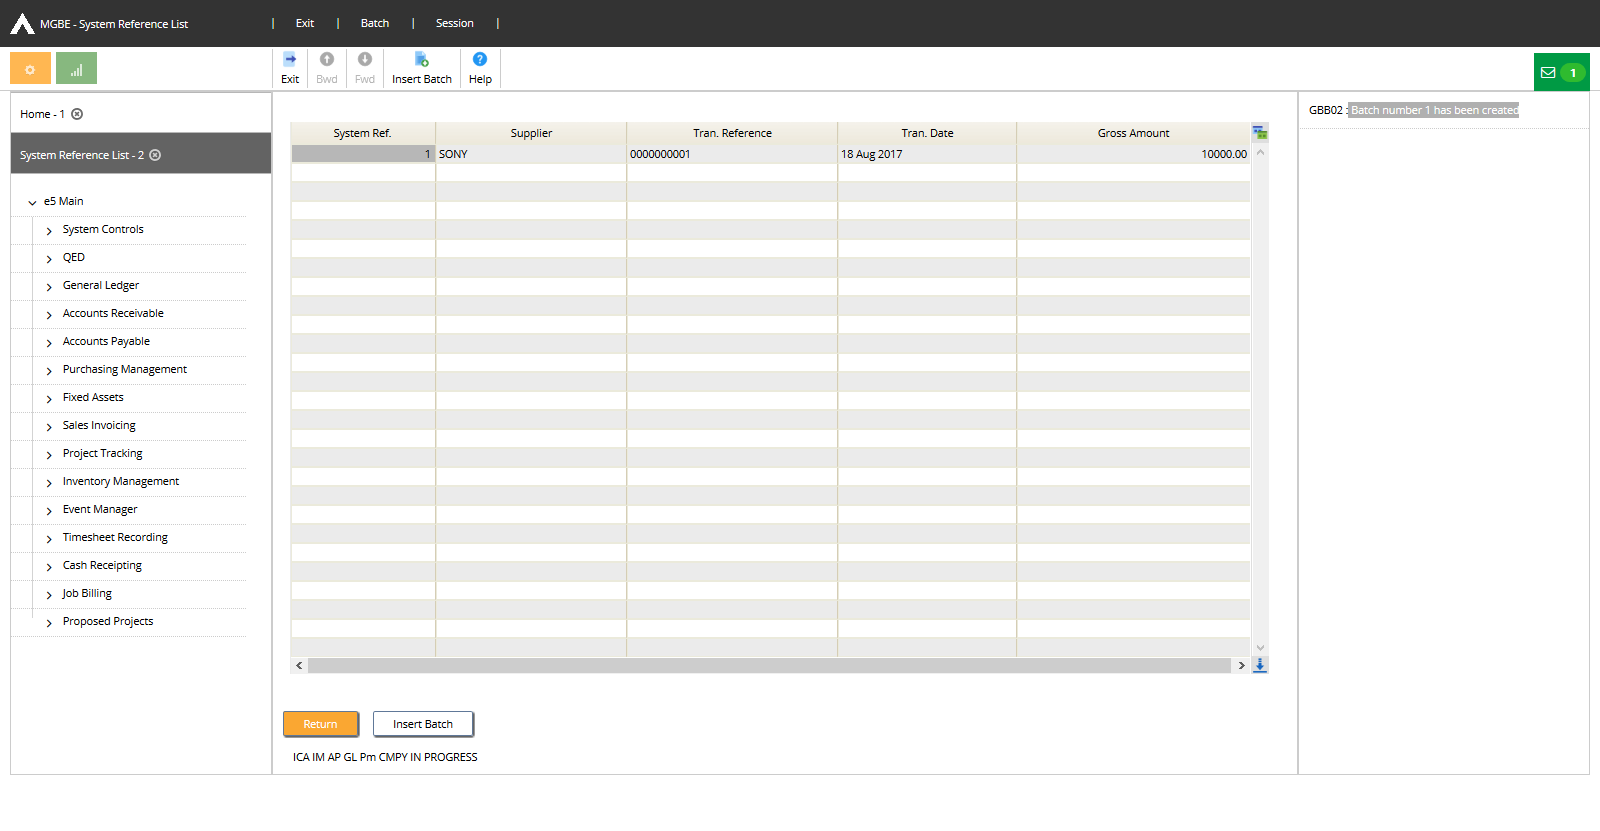 MGBE - System Reference List | Exit | Batch | Session |
Exit Bwd Fwd Insert Batch Help
1
Home - 1
System Reference List - 2
e5 Main
System Controls
QED
General Ledger
Accounts Receivable
Accounts Payable
Purchasing Management
Fixed Assets
Sales Invoicing
Project Tracking
Inventory Management
Event Manager
Timesheet Recording
Cash Receipting
Job Billing
Proposed Projects
System Ref. Supplier Tran. Reference Tran. Date Gross Amount
1 SONY 0000000001 18 Aug 2017 10000.00
Return Insert Batch
ICA IM AP GL Pm CMPY IN PROGRESS
GBB02 : Batch number 1 has been created